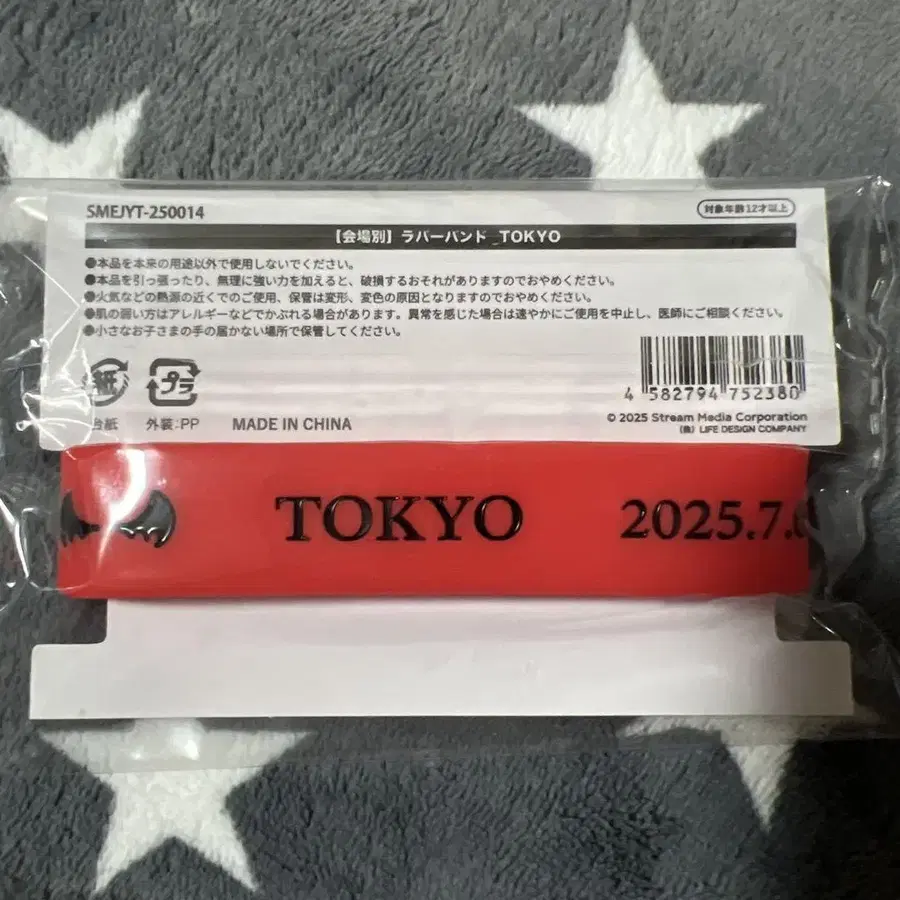 SMEJYT-250014
対象年齢12才以上
【会場別】ラバーバンド_TOKYO
●本品を本来の用途以外で使用しないでください。
●本品を引っ張ったり、無理に強い力を加えると、破損するおそれがありますのでおやめください。
●火気などの熱源の近くでのご使用、保管は変形、変色の原因となりますのでおやめください。
●肌の弱い方はアレルギーなどでかぶれる場合があります。異常を感じた場合は速やかにご使用を中止し、医師にご相談ください。
●小さなお子さまの手の届かない場所で保管してください。
紙
プラ
台紙
外装:PP
MADE IN CHINA
4 582794 752380
© 2025 Stream Media Corporation
(株) LIFE DESIGN COMPANY
TOKYO
2025.7.